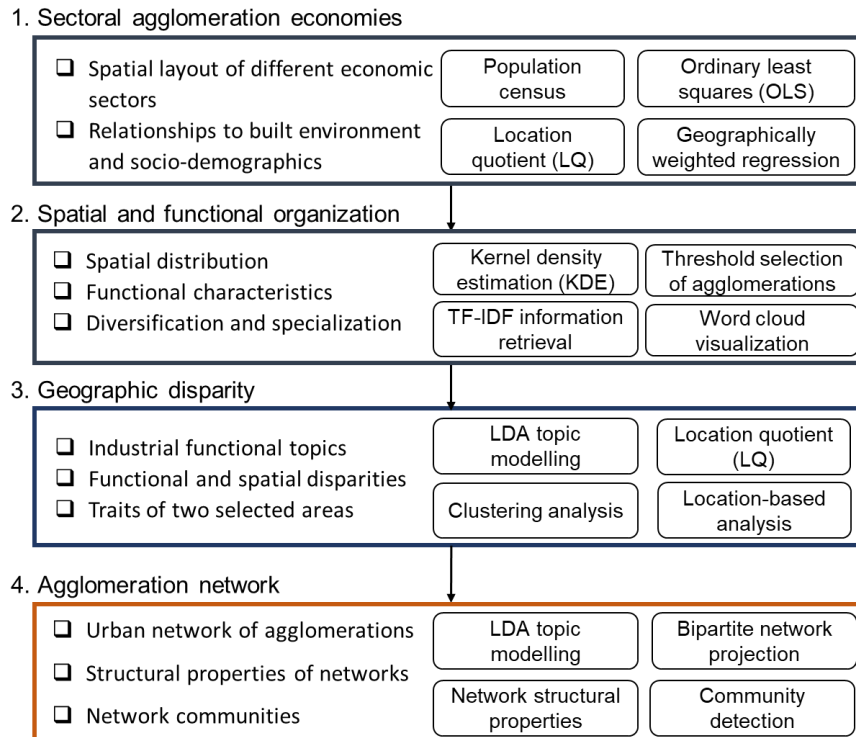 1. Sectoral agglomeration economies
❑ Spatial layout of different economic
sectors
❑ Relationships to built environment
and socio-demographics
Population
census
Ordinary least
squares (OLS)
Location
quotient (LQ)
Geographically
weighted regression
2. Spatial and functional organization
❑ Spatial distribution
❑ Functional characteristics
❑ Diversification and specialization
Kernel density
estimation (KDE)
Threshold selection
of agglomerations
TF-IDF information
retrieval
Word cloud
visualization
3. Geographic disparity
❑ Industrial functional topics
❑ Functional and spatial disparities
❑ Traits of two selected areas
LDA topic
modelling
Location quotient
(LQ)
Clustering analysis
Location-based
analysis
4. Agglomeration network
❑ Urban network of agglomerations
❑ Structural properties of networks
❑ Network communities
LDA topic
modelling
Bipartite network
projection
Network structural
properties
Community
detection